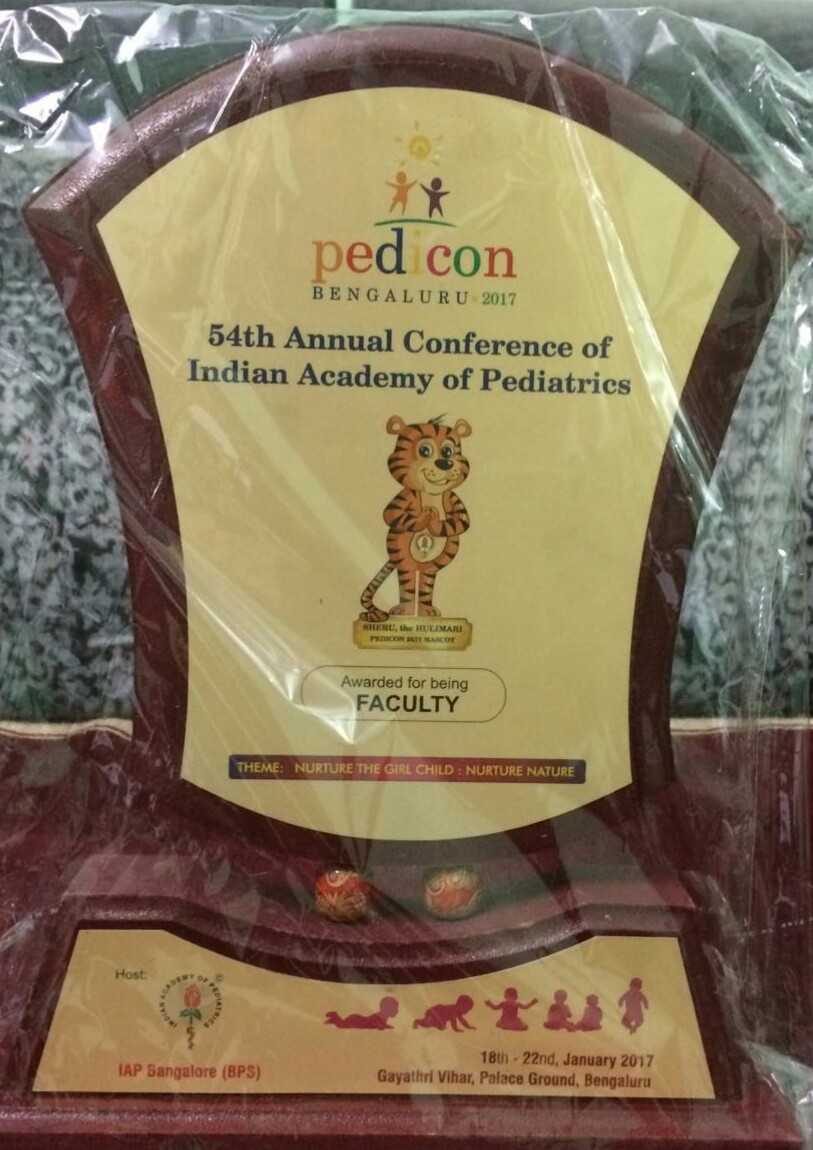 pedicon
BENGALURU 2017
54th Annual Conference of
Indian Academy of Pediatrics
SHERU, the HULIMARI
PEDICON 2017 MASCOT
Awarded for being
FACULTY
THEME: NURTURE THE GIRL CHILD : NURTURE NATURE
Host:
INDIAN ACADEMY OF PEDIATRICS ©
IAP Bangalore (BPS)
18th - 22nd, January 2017
Gayathri Vihar, Palace Ground, Bengaluru